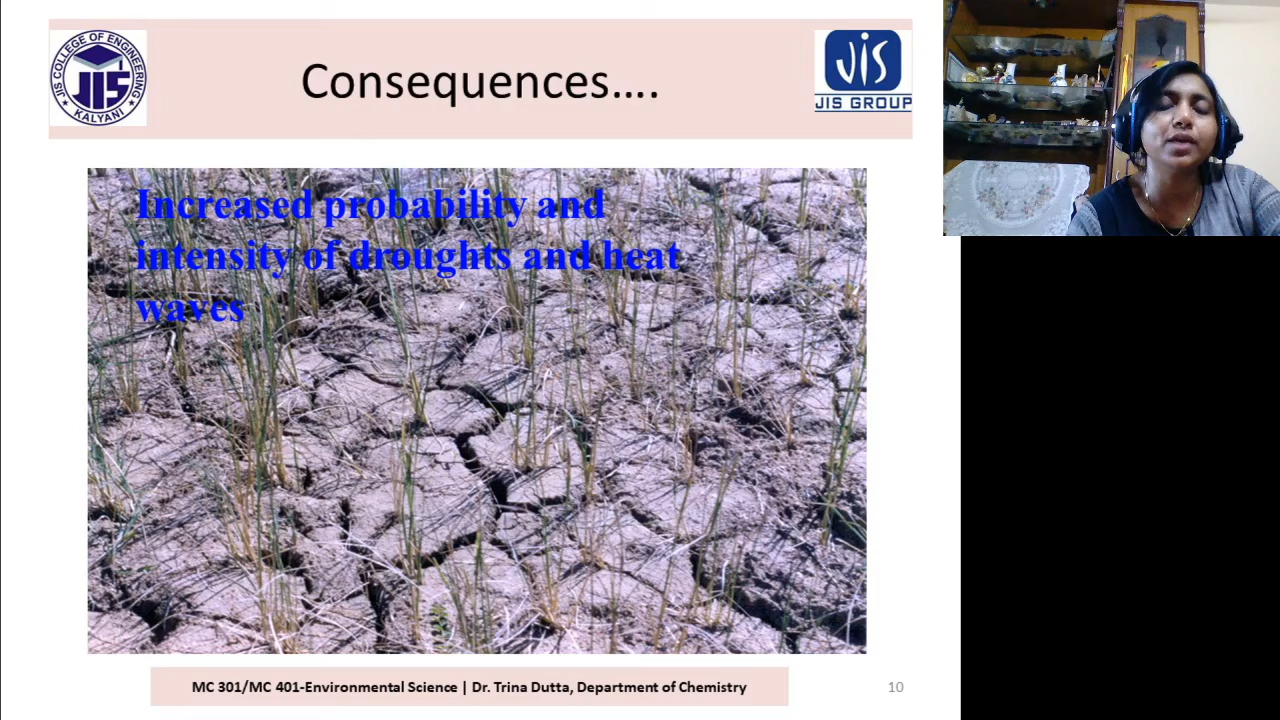 JIS COLLEGE OF ENGINEERING
JIS
KALYANI
Consequences....
JIS
JIS GROUP
Increased probability and
intensity of droughts and heat
waves
MC 301/MC 401-Environmental Science | Dr. Trina Dutta, Department of Chemistry
10